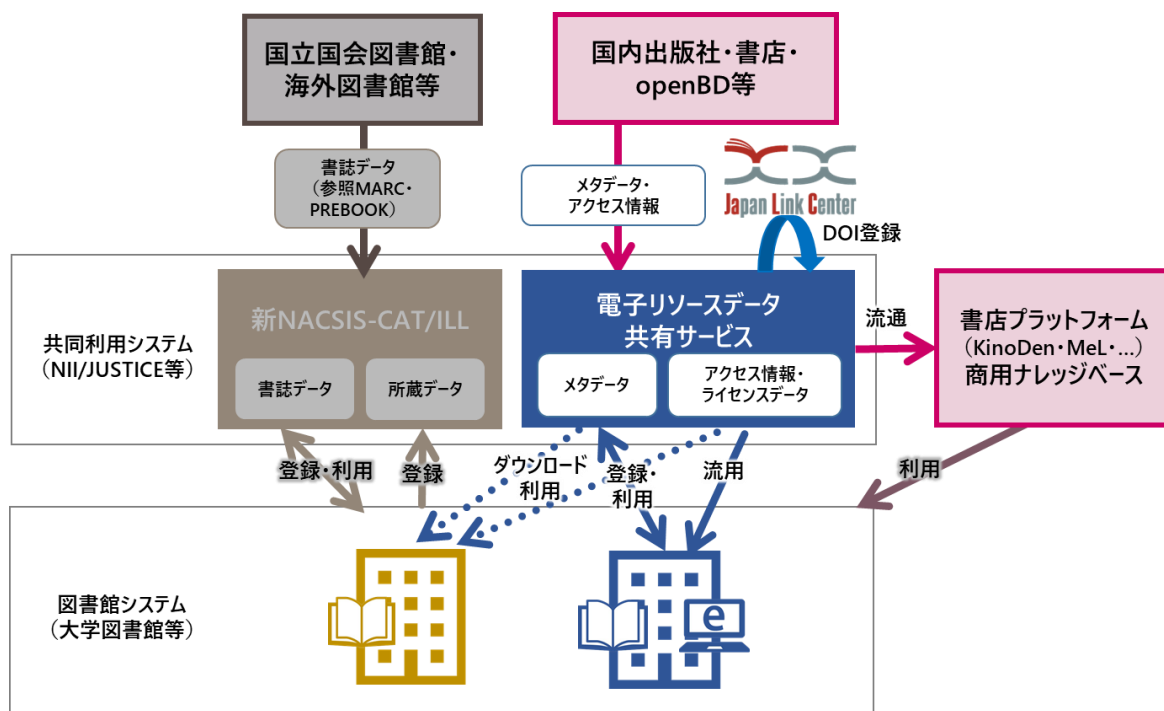 国立国会図書館・
海外図書館等
国内出版社・書店・
openBD等
書誌データ
（参照MARC・
PREBOOK）
メタデータ・
アクセス情報
Japan Link Center
DOI登録
共同利用システム
（NII/JUSTICE等）
新NACSIS-CAT/ILL
書誌データ
所蔵データ
電子リソースデータ
共有サービス
メタデータ
アクセス情報・
ライセンスデータ
流通
書店プラットフォーム
（KinoDen・MeL・…）
商用ナレッジベース
登録・利用
登録
ダウンロード
利用
登録・
利用
流用
利用
図書館システム
（大学図書館等）
e